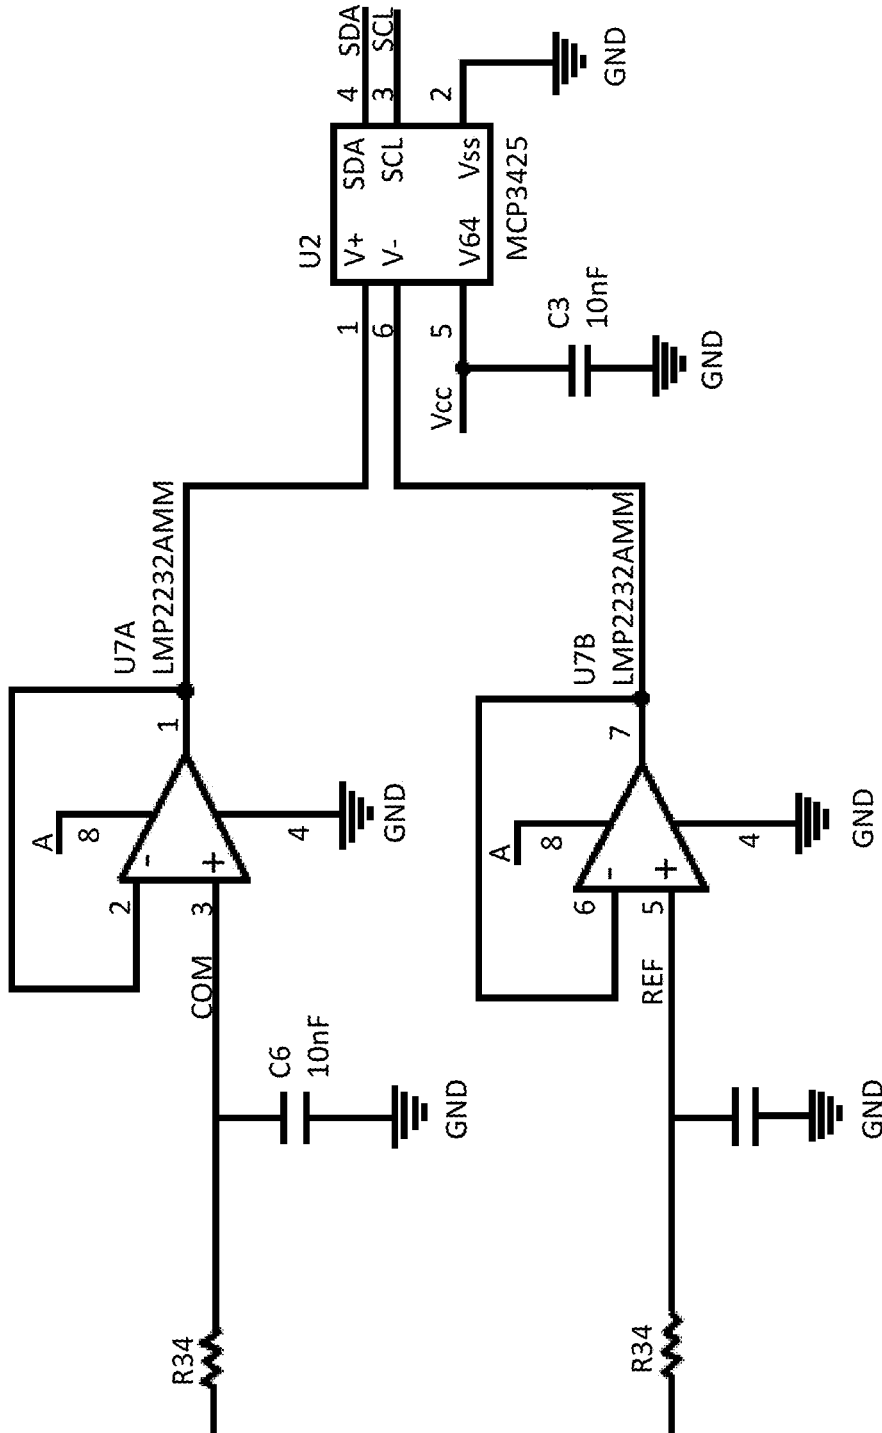 R34
C6
10nF
GND
COM
2
3
-
+
A
8
4
GND
1
U7A
LMP2232AMM
R34
GND
REF
6
5
-
+
A
8
4
GND
7
U7B
LMP2232AMM
Vcc
C3
10nF
GND
1
6
5
U2
V+
V-
V64
SDA
SCL
Vss
MCP3425
4
3
2
SDA
SCL
GND